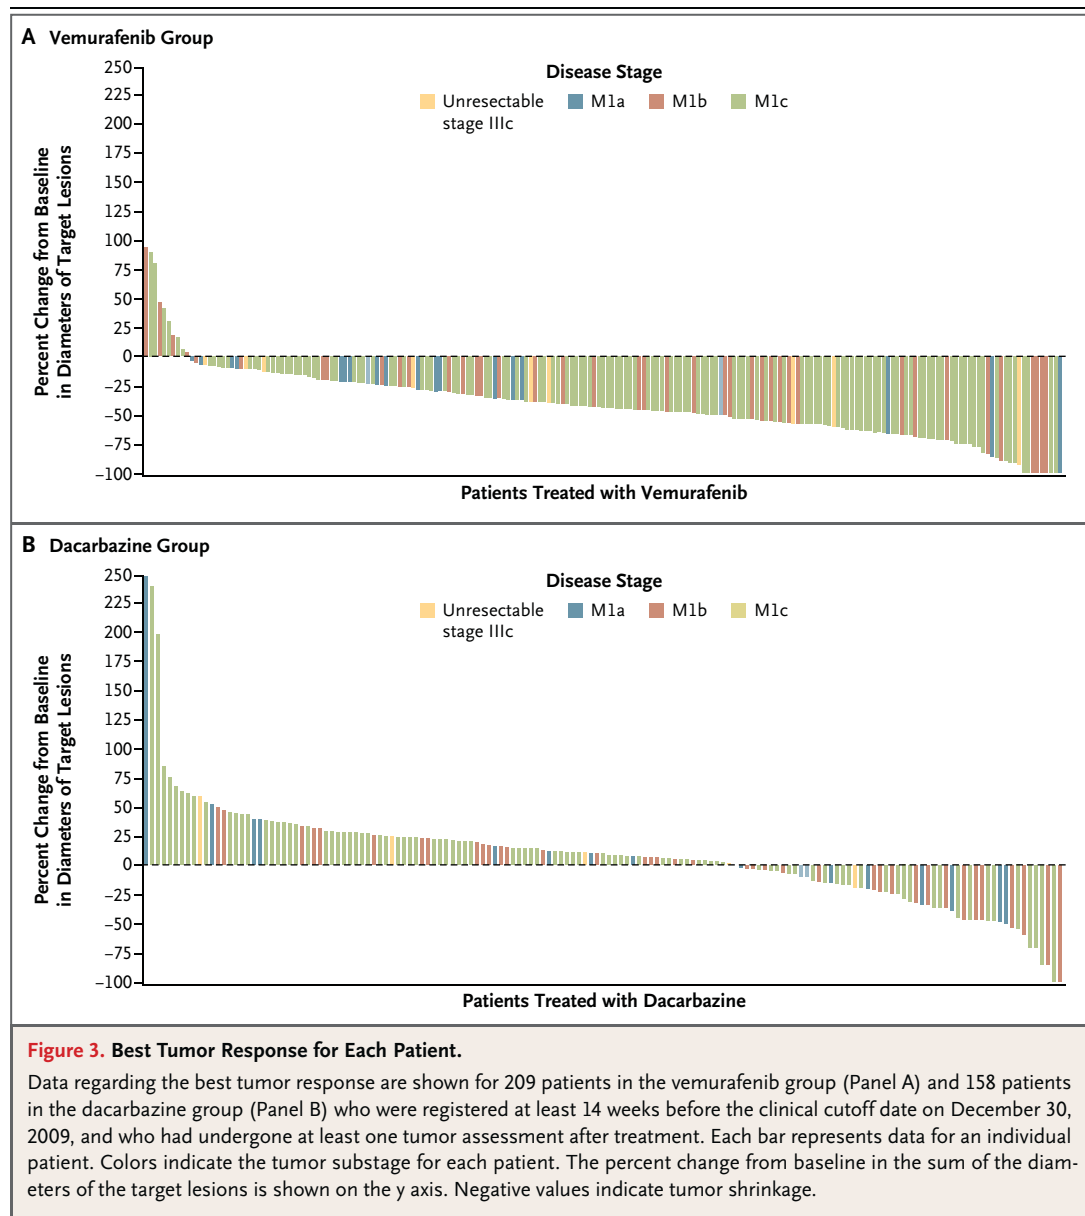 A Vemurafenib Group
Disease Stage
Unresectable stage IIIc
M1a
M1b
M1c
Percent Change from Baseline
in Diameters of Target Lesions
250
225
200
175
150
125
100
75
50
25
0
−25
−50
−75
−100
Patients Treated with Vemurafenib
B Dacarbazine Group
Disease Stage
Unresectable stage IIIc
M1a
M1b
M1c
Percent Change from Baseline
in Diameters of Target Lesions
250
225
200
175
150
125
100
75
50
25
0
−25
−50
−75
−100
Patients Treated with Dacarbazine
Figure 3. Best Tumor Response for Each Patient.
Data regarding the best tumor response are shown for 209 patients in the vemurafenib group (Panel A) and 158 patients
in the dacarbazine group (Panel B) who were registered at least 14 weeks before the clinical cutoff date on December 30,
2009, and who had undergone at least one tumor assessment after treatment. Each bar represents data for an individual
patient. Colors indicate the tumor substage for each patient. The percent change from baseline in the sum of the diam-
eters of the target lesions is shown on the y axis. Negative values indicate tumor shrinkage.